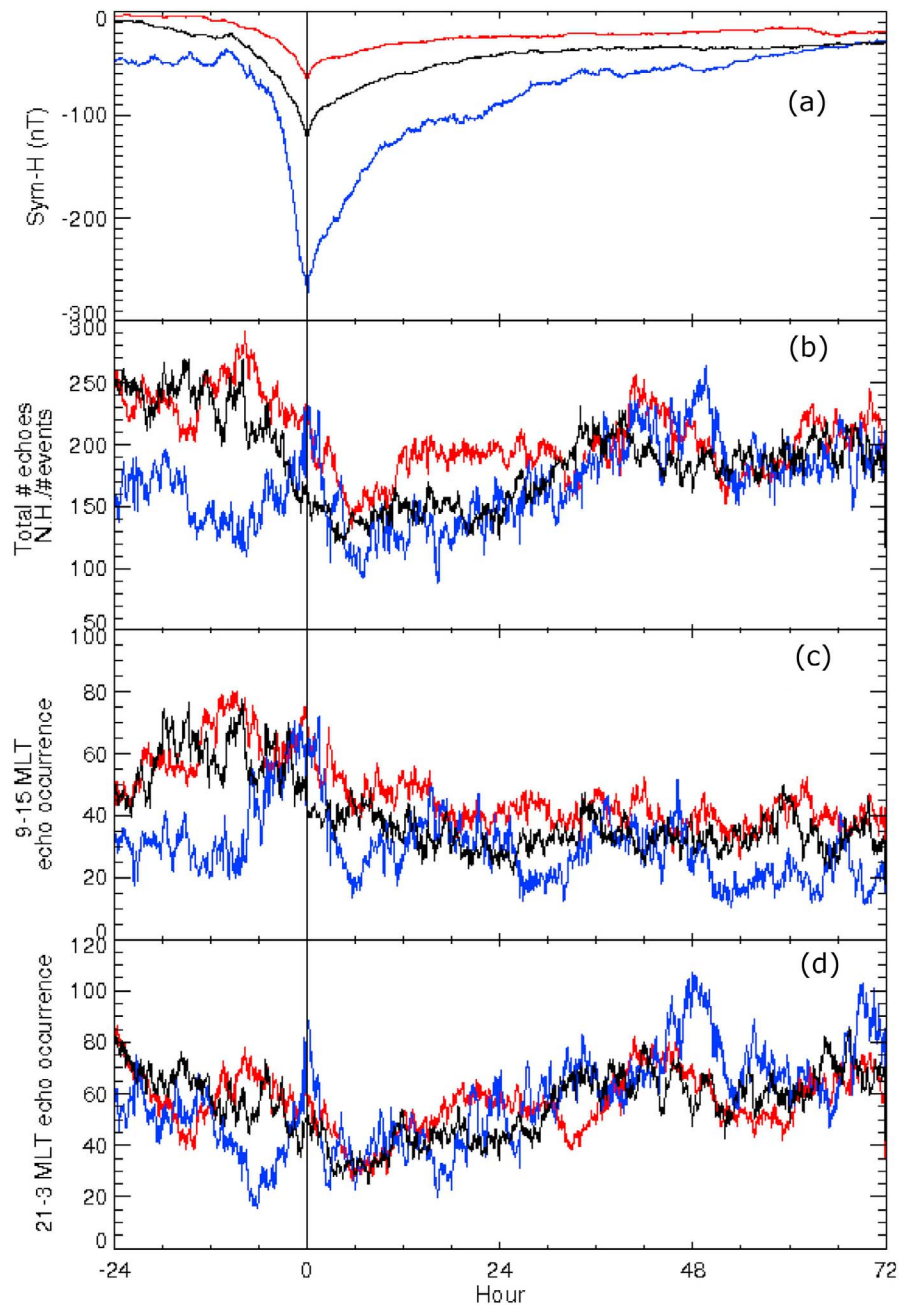 0
-100
-200
-300
Sym-H (nT)
(a)
300
250
200
150
100
50
Total # echoes
N.H./#events
(b)
100
80
60
40
20
0
9-15 MLT
echo occurrence
(c)
120
100
80
60
40
20
0
21-3 MLT echo occurrence
(d)
-24 0 24 48 72
Hour